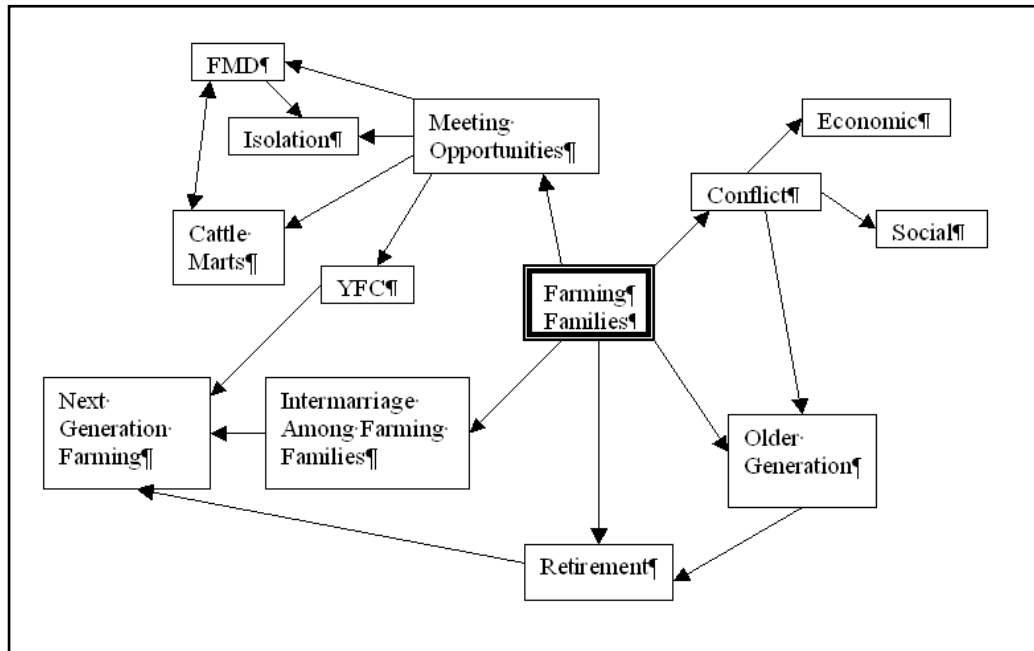 FMD¶
Isolation¶
Meeting·
Opportunities¶
Economic¶
Conflict¶
Social¶
Cattle·
Marts¶
YFC¶
Farming¶
Families¶
Next·
Generation·
Farming¶
Intermarriage·
Among·Farming·
Families¶
Older·
Generation¶
Retirement¶